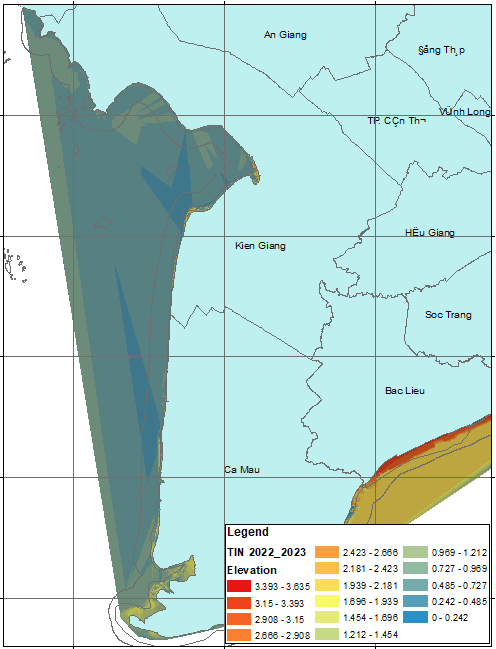 An Giang
§ång Th¸p
VÜnh Long
TP. CÇn Th¬
HËu Giang
Kien Giang
Soc Trang
Bac Lieu
Ca Mau
Legend
TIN 2022_2023
Elevation
3.393 - 3.635
3.15 - 3.393
2.908 - 3.15
2.666 - 2.908
2.423 - 2.666
2.181 - 2.423
1.939 - 2.181
1.696 - 1.939
1.454 - 1.696
1.212 - 1.454
0.969 - 1.212
0.727 - 0.969
0.485 - 0.727
0.242 - 0.485
0 - 0.242